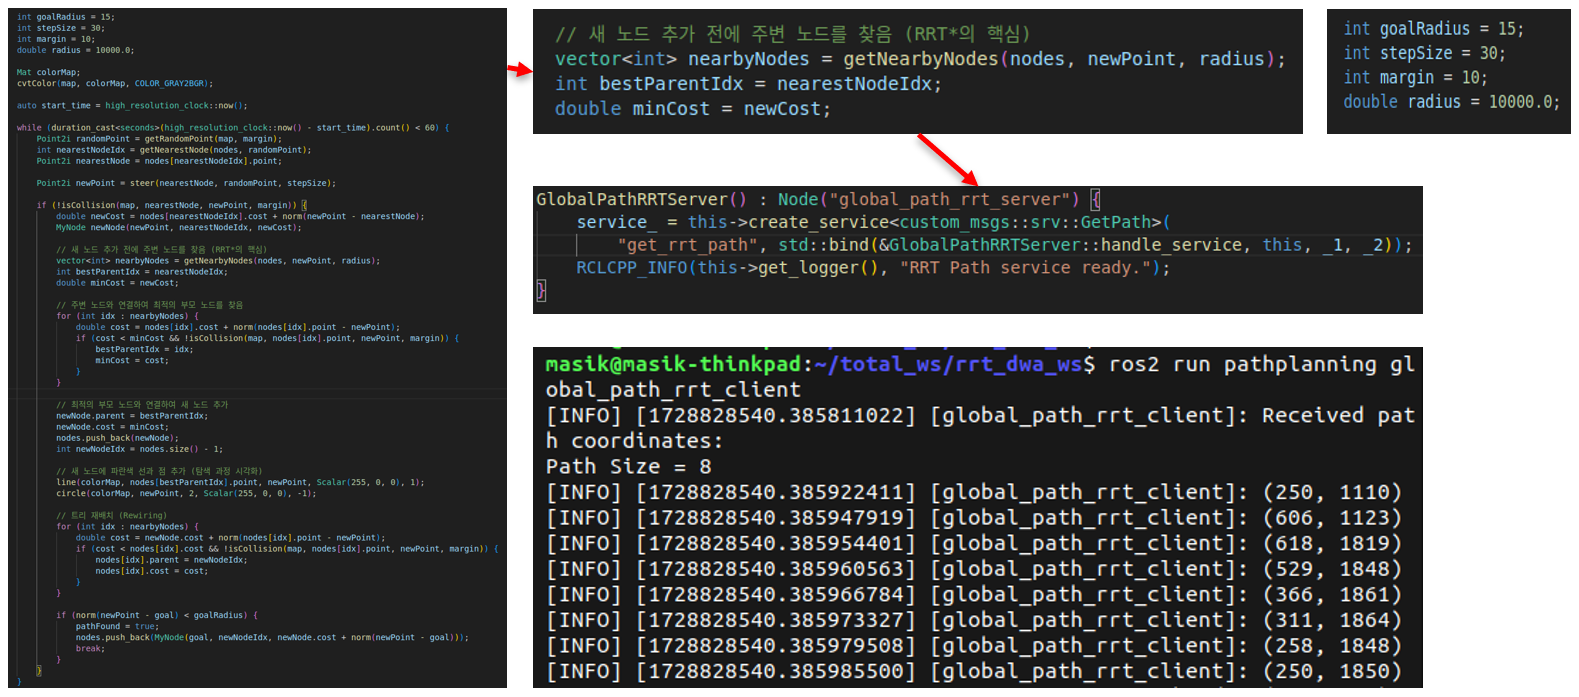 int goalRadius = 15;
int stepSize = 30;
int margin = 10;
double radius = 10000.0;
Mat colorMap;
cvtColor(map, colorMap, COLOR_GRAY2BGR);
auto start_time = high_resolution_clock::now();
while (duration_cast<seconds>(high_resolution_clock::now() - start_time).count() < 60) {
Point2i randomPoint = getRandomPoint(map, margin);
int nearestNodeIdx = getNearestNode(nodes, randomPoint);
Point2i nearestNode = nodes[nearestNodeIdx].point;
Point2i newPoint = steer(nearestNode, randomPoint, stepSize);
if (!isCollision(map, nearestNode, newPoint, margin)) {
double newCost = nodes[nearestNodeIdx].cost + norm(newPoint - nearestNode);
MyNode newNode(newPoint, nearestNodeIdx, newCost);
// 새 노드 추가 전에 주변 노드를 찾음 (RRT*의 핵심)
vector<int> nearbyNodes = getNearbyNodes(nodes, newPoint, radius);
int bestParentIdx = nearestNodeIdx;
double minCost = newCost;
// 주변 노드와 연결하여 최적의 부모 노드를 찾음
for (int idx : nearbyNodes) {
double cost = nodes[idx].cost + norm(nodes[idx].point - newPoint);
if (cost < minCost && !isCollision(map, nodes[idx].point, newPoint, margin)) {
bestParentIdx = idx;
minCost = cost;
}
}
// 최적의 부모 노드와 연결하여 새 노드 추가
newNode.parent = bestParentIdx;
newNode.cost = minCost;
nodes.push_back(newNode);
int newNodeIdx = nodes.size() - 1;
// 새 노드에 파란색 선과 점 추가 (탐색 과정 시각화)
line(colorMap, nodes[bestParentIdx].point, newPoint, Scalar(255, 0, 0), 1);
circle(colorMap, newPoint, 2, Scalar(255, 0, 0), -1);
// 트리 재배치 (Rewiring)
for (int idx : nearbyNodes) {
double cost = newNode.cost + norm(nodes[idx].point - newPoint);
if (cost < nodes[idx].cost && !isCollision(map, nodes[idx].point, newPoint, margin)) {
nodes[idx].parent = newNodeIdx;
nodes[idx].cost = cost;
}
}
if (norm(newPoint - goal) < goalRadius) {
pathFound = true;
nodes.push_back(MyNode(goal, newNodeIdx, newNode.cost + norm(newPoint - goal)));
break;
}
}
}
// 새 노드 추가 전에 주변 노드를 찾음 (RRT*의 핵심)
vector<int> nearbyNodes = getNearbyNodes(nodes, newPoint, radius);
int bestParentIdx = nearestNodeIdx;
double minCost = newCost;
int goalRadius = 15;
int stepSize = 30;
int margin = 10;
double radius = 10000.0;
GlobalPathRRTServer() : Node("global_path_rrt_server") {
service_ = this->create_service<custom_msgs::srv::GetPath>(
"get_rrt_path", std::bind(&GlobalPathRRTServer::handle_service, this, _1, _2));
RCLCPP_INFO(this->get_logger(), "RRT Path service ready.");
}
masik@masik-thinkpad:~/total_ws/rrt_dwa_ws$ ros2 run pathplanning gl
obal_path_rrt_client
[INFO] [1728828540.385811022] [global_path_rrt_client]: Received pat
h coordinates:
Path Size = 8
[INFO] [1728828540.385922411] [global_path_rrt_client]: (250, 1110)
[INFO] [1728828540.385947919] [global_path_rrt_client]: (606, 1123)
[INFO] [1728828540.385954401] [global_path_rrt_client]: (618, 1819)
[INFO] [1728828540.385960563] [global_path_rrt_client]: (529, 1848)
[INFO] [1728828540.385966784] [global_path_rrt_client]: (366, 1861)
[INFO] [1728828540.385973327] [global_path_rrt_client]: (311, 1864)
[INFO] [1728828540.385979508] [global_path_rrt_client]: (258, 1848)
[INFO] [1728828540.385985500] [global_path_rrt_client]: (250, 1850)